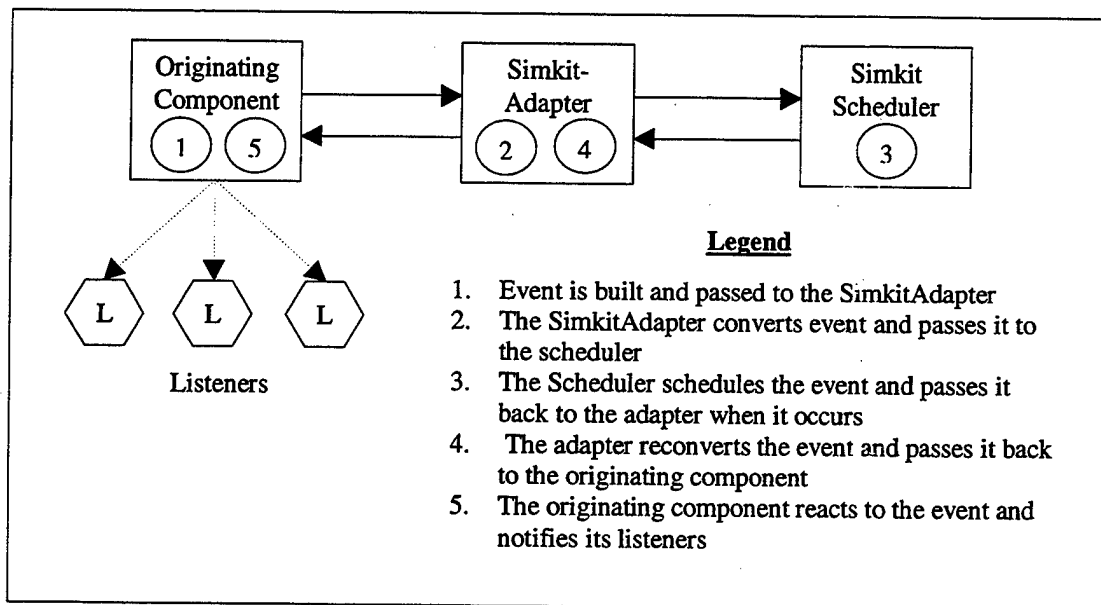 Originating
Component
1 5
Simkit-
Adapter
2 4
Simkit
Scheduler
3
L L L
Listeners
Legend
1. Event is built and passed to the SimkitAdapter
2. The SimkitAdapter converts event and passes it to
the scheduler
3. The Scheduler schedules the event and passes it
back to the adapter when it occurs
4. The adapter reconverts the event and passes it back
to the originating component
5. The originating component reacts to the event and
notifies its listeners